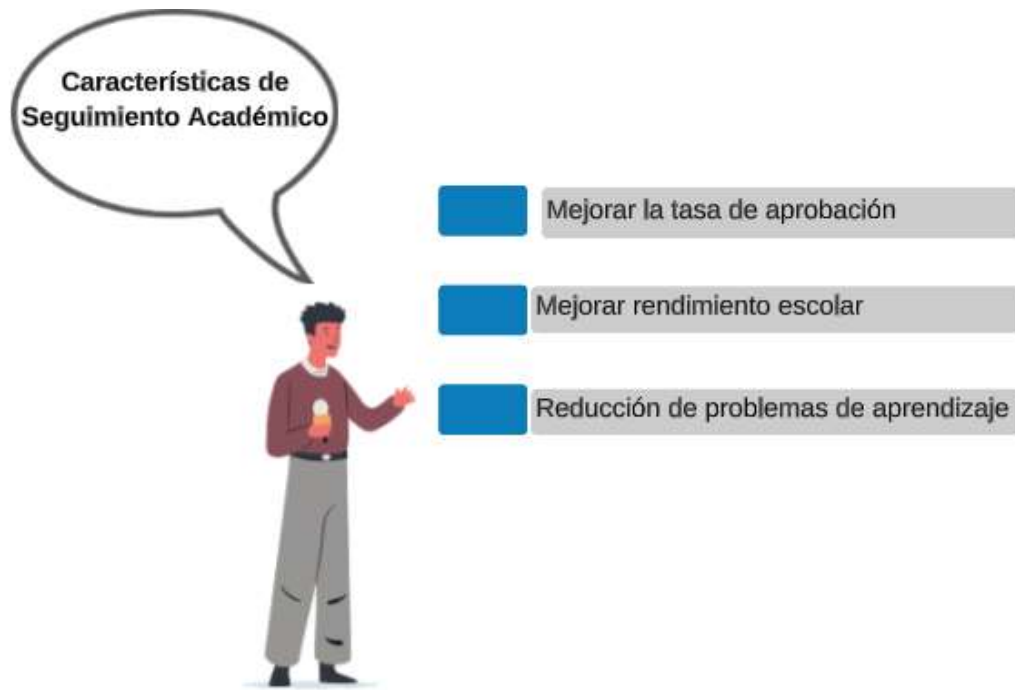 Características de
Seguimiento Académico
Mejorar la tasa de aprobación
Mejorar rendimiento escolar
Reducción de problemas de aprendizaje